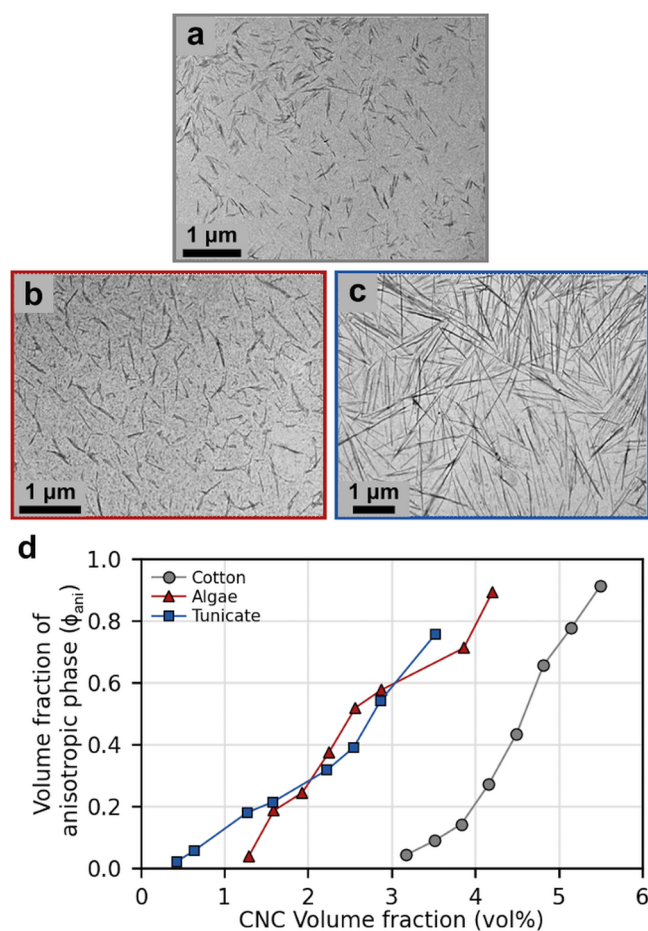 a
1 μm
b
1 μm
c
1 μm
d
Volume fraction of
anisotropic phase (ϕani)
1.0
0.8
0.6
0.4
0.2
0.0
Cotton
Algae
Tunicate
0 1 2 3 4 5 6
CNC Volume fraction (vol%)